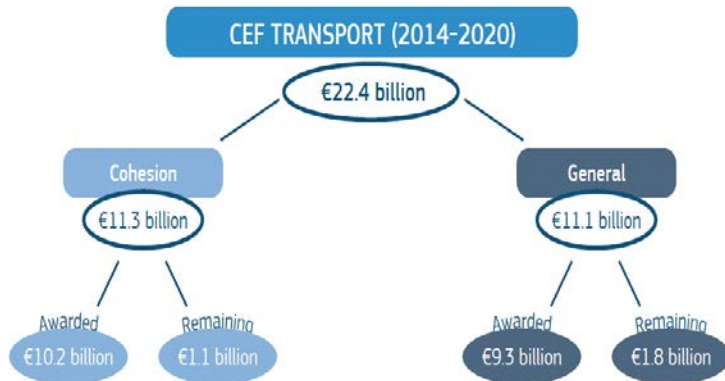 CEF TRANSPORT (2014-2020)
€22.4 billion
Cohesion
General
€11.3 billion
€11.1 billion
Awarded
Remaining
Awarded
Remaining
€10.2 billion
€1.1 billion
€9.3 billion
€1.8 billion